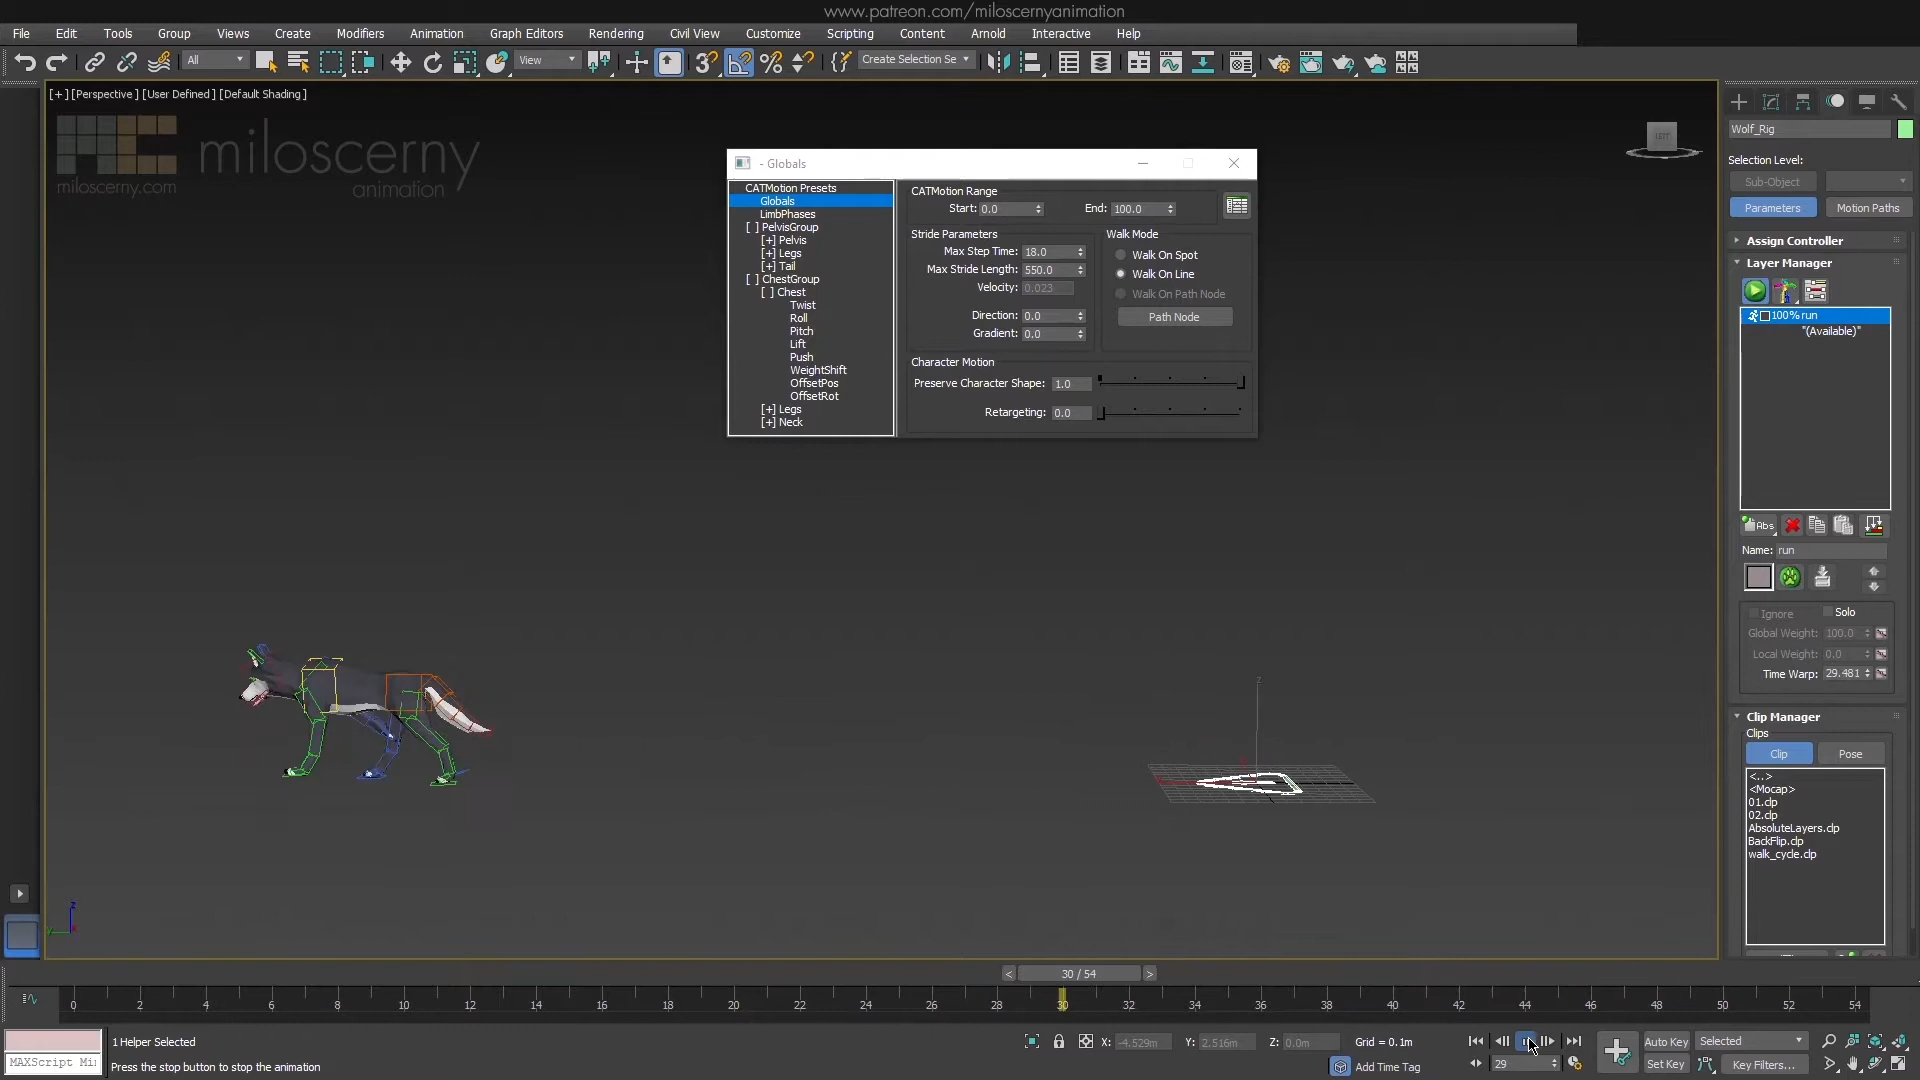 www.patreon.com/miloscernyanimation
File Edit Tools Group Views Create Modifiers Animation Graph Editors Rendering Civil View Customize Scripting Content Arnold Interactive Help
All View Create Selection Se
[+] [Perspective] [User Defined] [Default Shading]
miloscerny
animation
miloscerny.com
LEFT
- Globals
CATMotion Presets
Globals
LimbPhases
[ ] PelvisGroup
[+] Pelvis
[+] Legs
[+] Tail
[ ] ChestGroup
[ ] Chest
Twist
Roll
Pitch
Lift
Push
WeightShift
OffsetPos
OffsetRot
[+] Legs
[+] Neck
CATMotion Range
Start: 0.0 End: 100.0
Stride Parameters
Max Step Time: 18.0
Max Stride Length: 550.0
Velocity: 0.023
Direction: 0.0
Gradient: 0.0
Walk Mode
Walk On Spot
Walk On Line
Walk On Path Node
Path Node
Character Motion
Preserve Character Shape: 1.0
Retargeting: 0.0
Wolf_Rig
Selection Level:
Sub-Object
Parameters Motion Paths
Assign Controller
Layer Manager
100% run
"(Available)"
Abs
Name: run
Ignore Solo
Global Weight: 100.0
Local Weight: 0.0
Time Warp: 29.481
Clip Manager
Clips
Clip Pose
<..>
<Mocap>
01.clp
02.clp
AbsoluteLayers.clp
BackFlip.clp
walk_cycle.clp
z
z
< 30 / 54 >
0 2 4 6 8 10 12 14 16 18 20 22 24 26 28 30 32 34 36 38 40 42 44 46 48 50 52 54
1 Helper Selected
X: -4.529m Y: 2.516m Z: 0.0m Grid = 0.1m
Auto Key Selected
MAXScript Mi
Press the stop button to stop the animation
Add Time Tag
29
Set Key Key Filters...